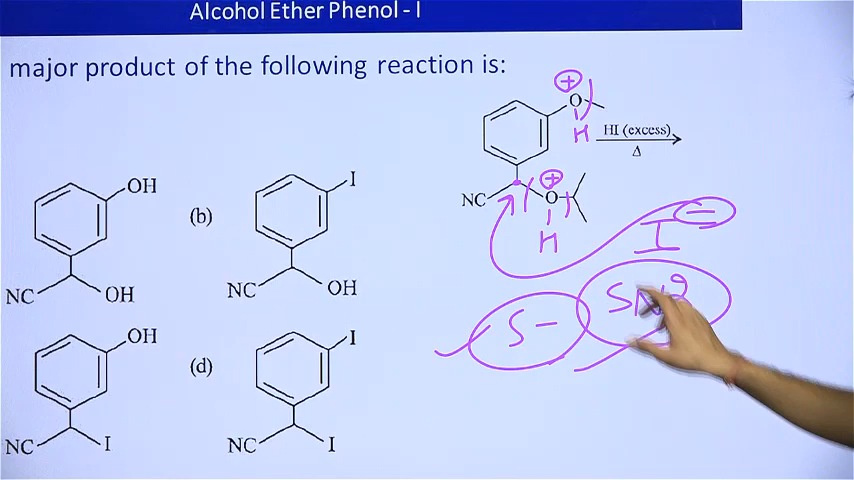 Alcohol Ether Phenol - I
major product of the following reaction is:
⊕
O
H
HI (excess)
Δ
NC
⊕
O
H
I
−
S −
SN2
OH
NC
OH
(b)
I
NC
OH
OH
NC
I
(d)
I
NC
I